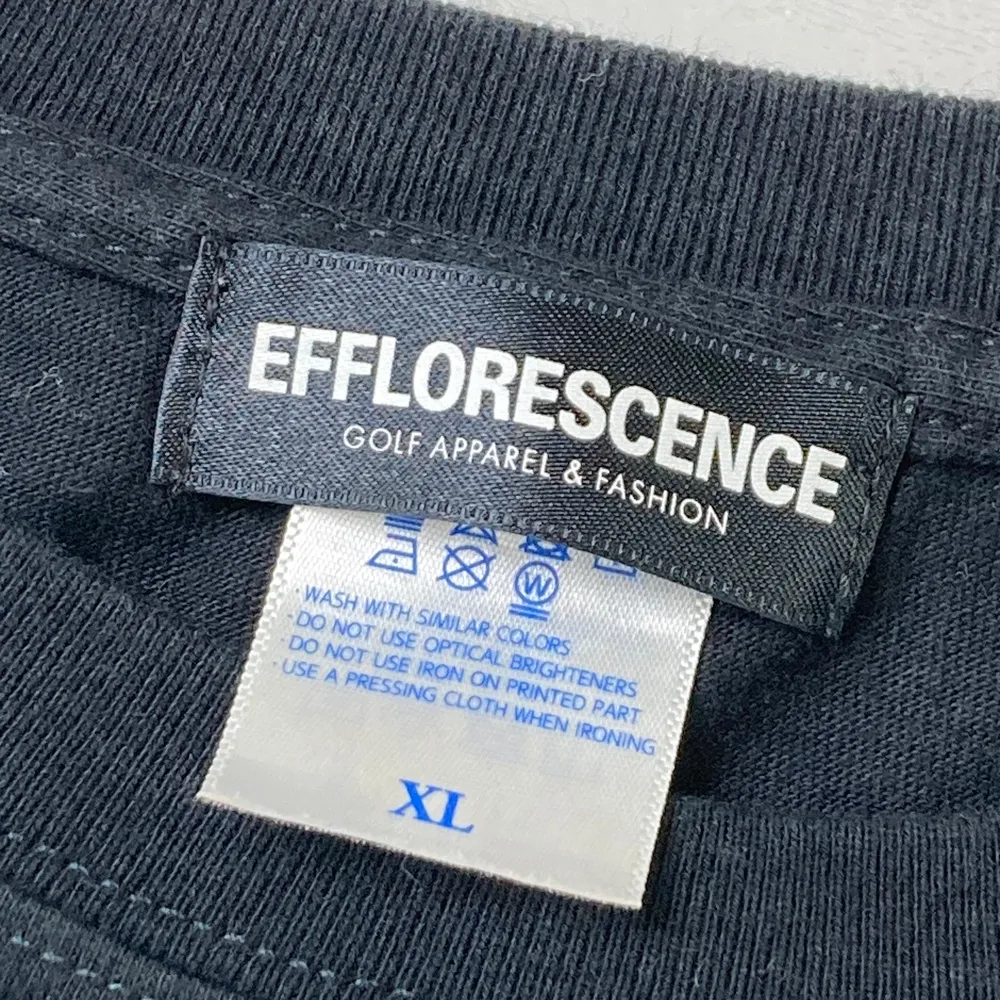 EFFLORESCENCE
GOLF APPAREL & FASHION
W
· WASH WITH SIMILAR COLORS
· DO NOT USE OPTICAL BRIGHTENERS
· DO NOT USE IRON ON PRINTED PART
· USE A PRESSING CLOTH WHEN IRONING
XL